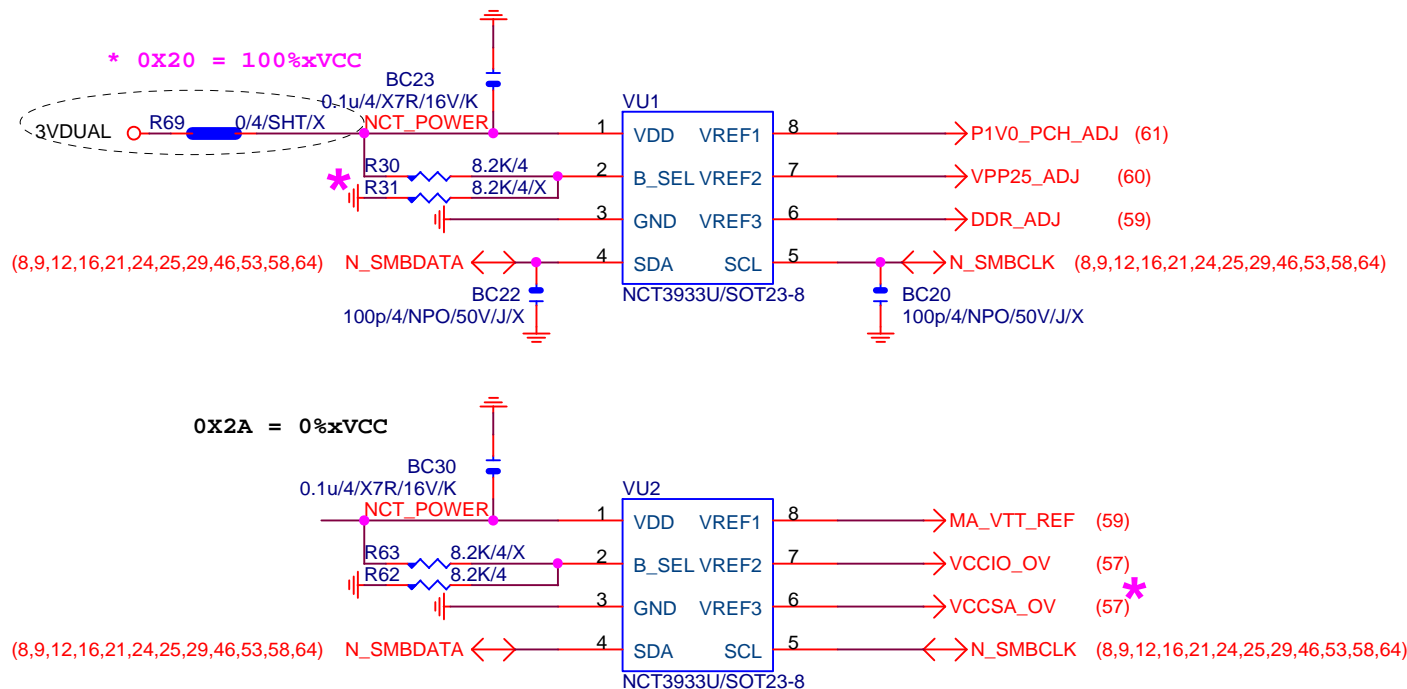 * 0X20 = 100%xVCC
BC23
0.1u/4/X7R/16V/K
VU1
3VDUAL R69 0/4/SHT/X NCT_POWER 1 VDD VREF1 8 P1V0_PCH_ADJ (61)
* R30 8.2K/4 2 B_SEL VREF2 7 VPP25_ADJ (60)
R31 8.2K/4/X
3 GND VREF3 6 DDR_ADJ (59)
(8,9,12,16,21,24,25,29,46,53,58,64) N_SMBDATA 4 SDA SCL 5 N_SMBCLK (8,9,12,16,21,24,25,29,46,53,58,64)
BC22 NCT3933U/SOT23-8 BC20
100p/4/NPO/50V/J/X 100p/4/NPO/50V/J/X
0X2A = 0%xVCC
BC30
0.1u/4/X7R/16V/K VU2
NCT_POWER 1 VDD VREF1 8 MA_VTT_REF (59)
R63 8.2K/4/X 2 B_SEL VREF2 7 VCCIO_OV (57)
R62 8.2K/4 *
3 GND VREF3 6 VCCSA_OV (57)
(8,9,12,16,21,24,25,29,46,53,58,64) N_SMBDATA 4 SDA SCL 5 N_SMBCLK (8,9,12,16,21,24,25,29,46,53,58,64)
NCT3933U/SOT23-8